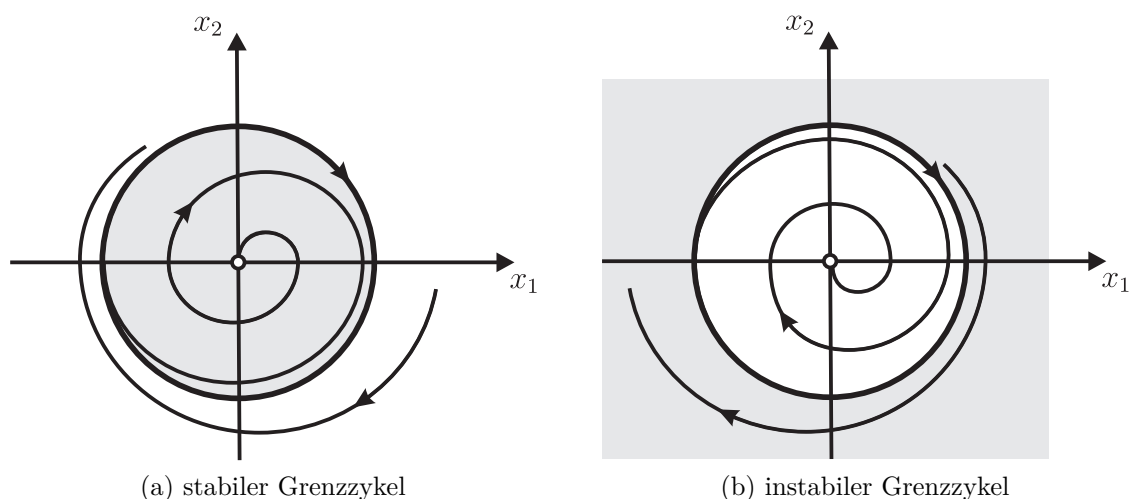 x₂
x₂
x₁
x₁
(a) stabiler Grenzzykel
(b) instabiler Grenzzykel